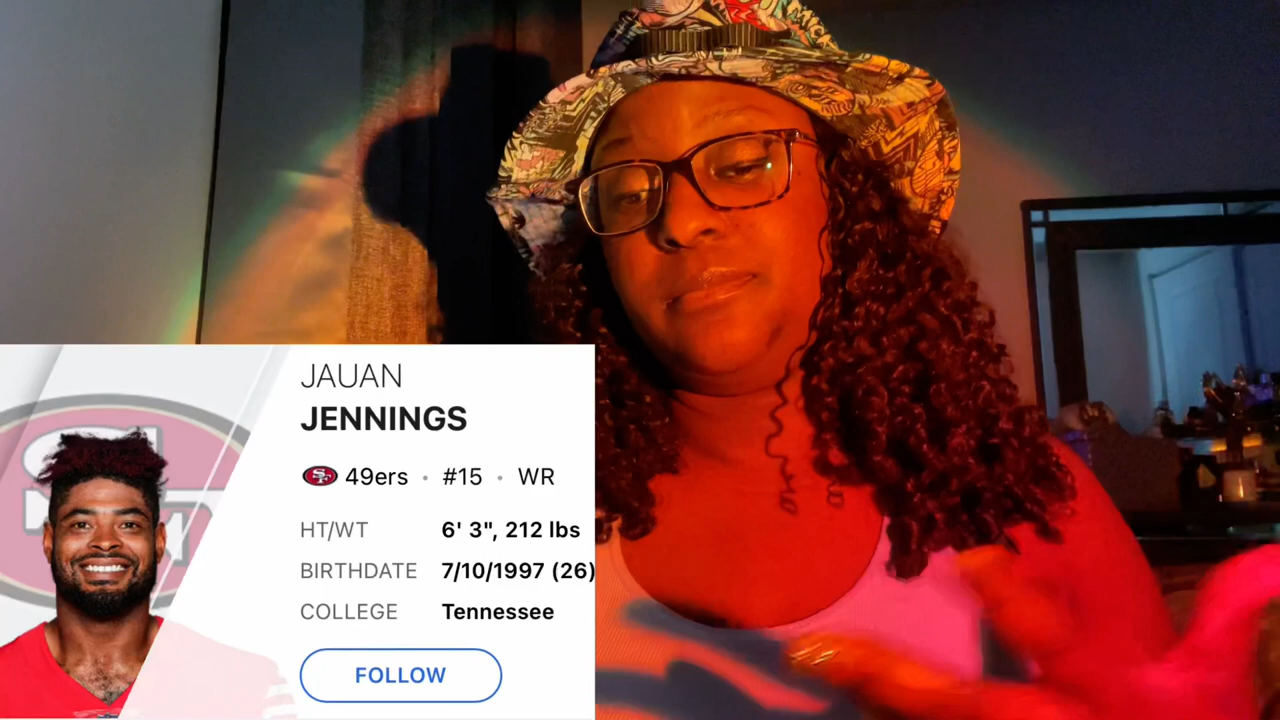 JAUAN
JENNINGS
49ers • #15 • WR
HT/WT 6' 3", 212 lbs
BIRTHDATE 7/10/1997 (26)
COLLEGE Tennessee
FOLLOW